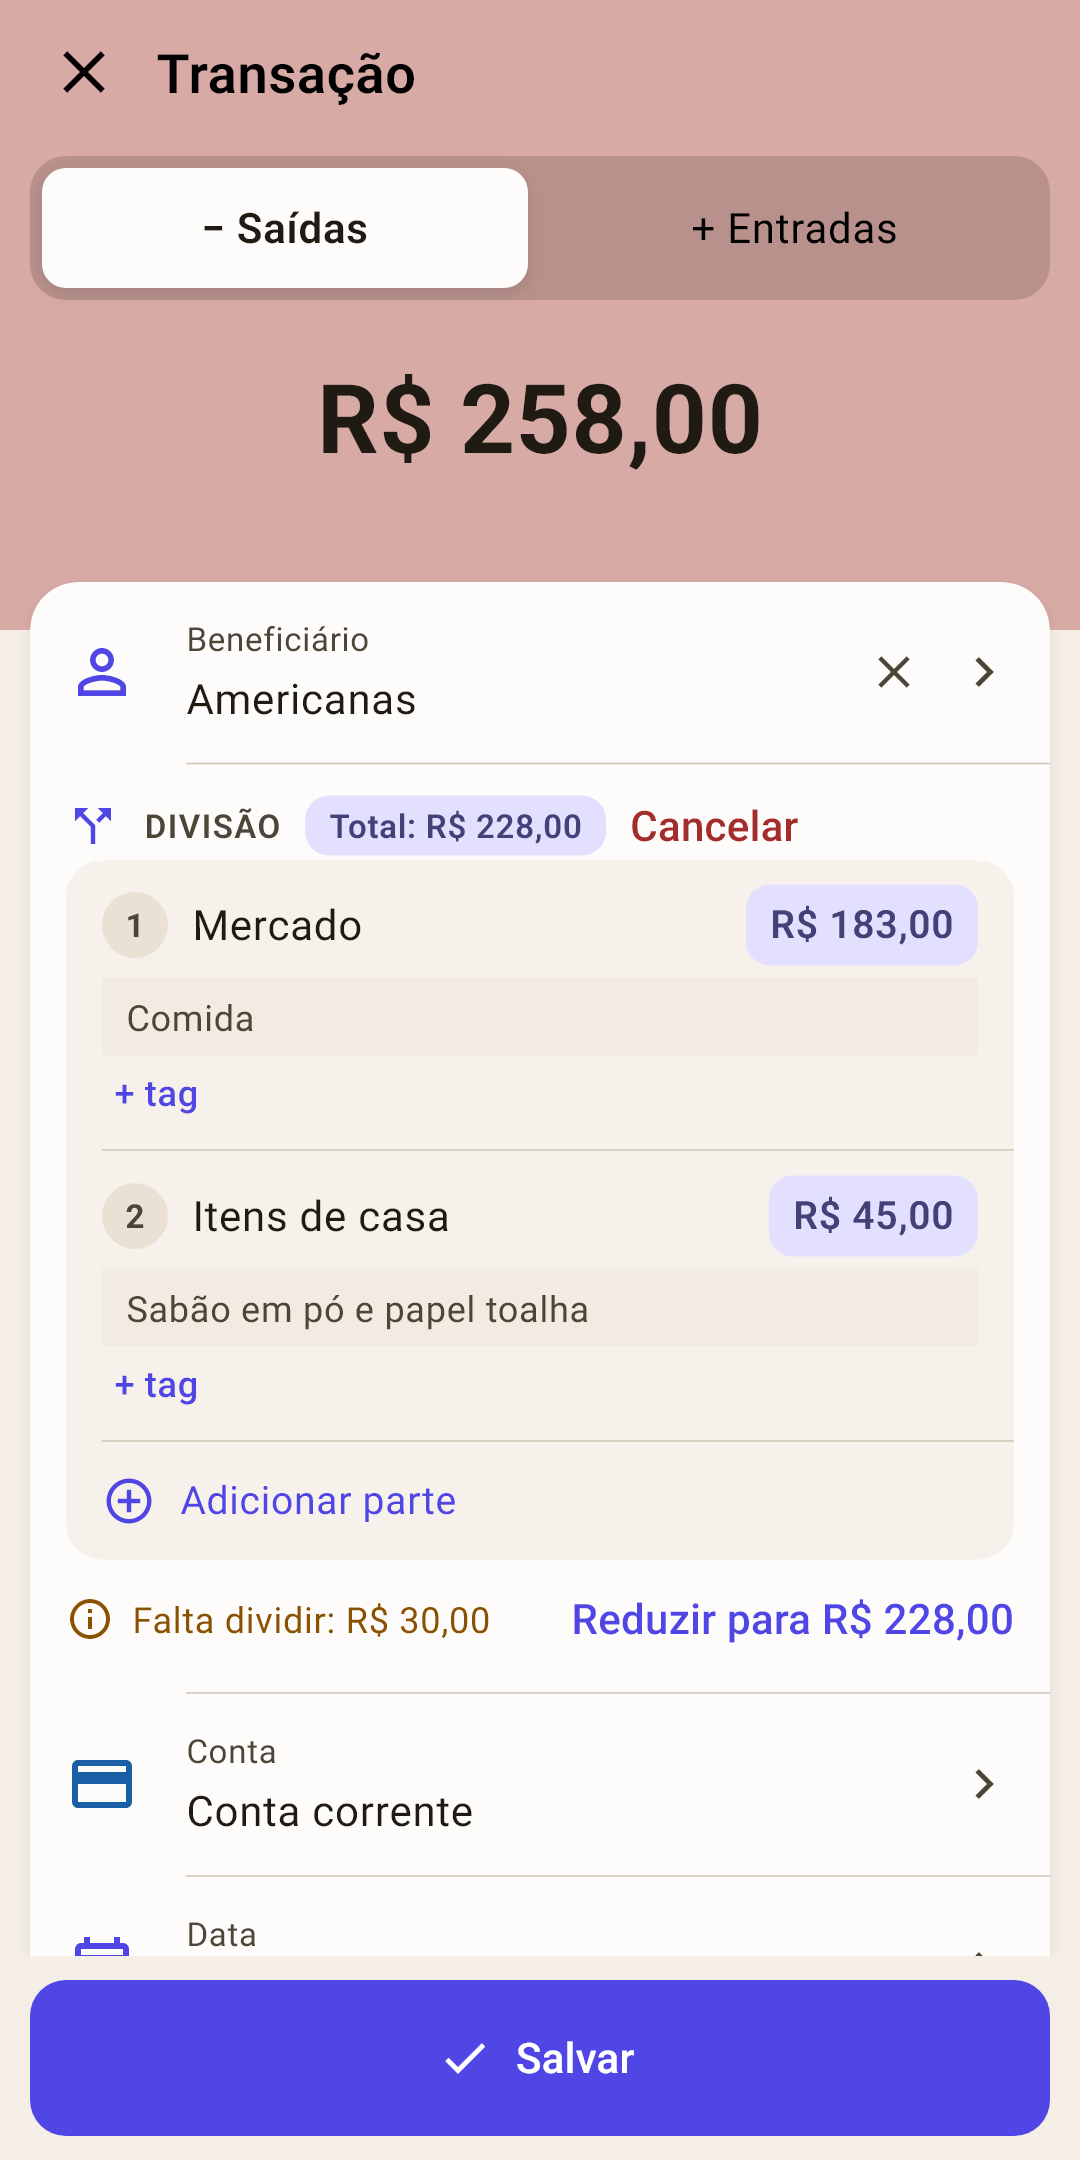 Transação
− Saídas
+ Entradas
R$ 258,00
Beneficiário
Americanas
DIVISÃO Total: R$ 228,00 Cancelar
1 Mercado R$ 183,00
Comida
+ tag
2 Itens de casa R$ 45,00
Sabão em pó e papel toalha
+ tag
Adicionar parte
Falta dividir: R$ 30,00 Reduzir para R$ 228,00
Conta
Conta corrente
Data
Salvar